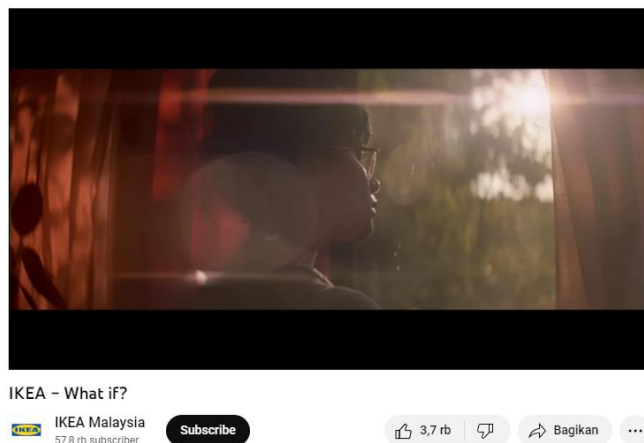 IKEA – What if?
IKEA
IKEA Malaysia
57,8 rb subscriber
Subscribe
3,7 rb
Bagikan